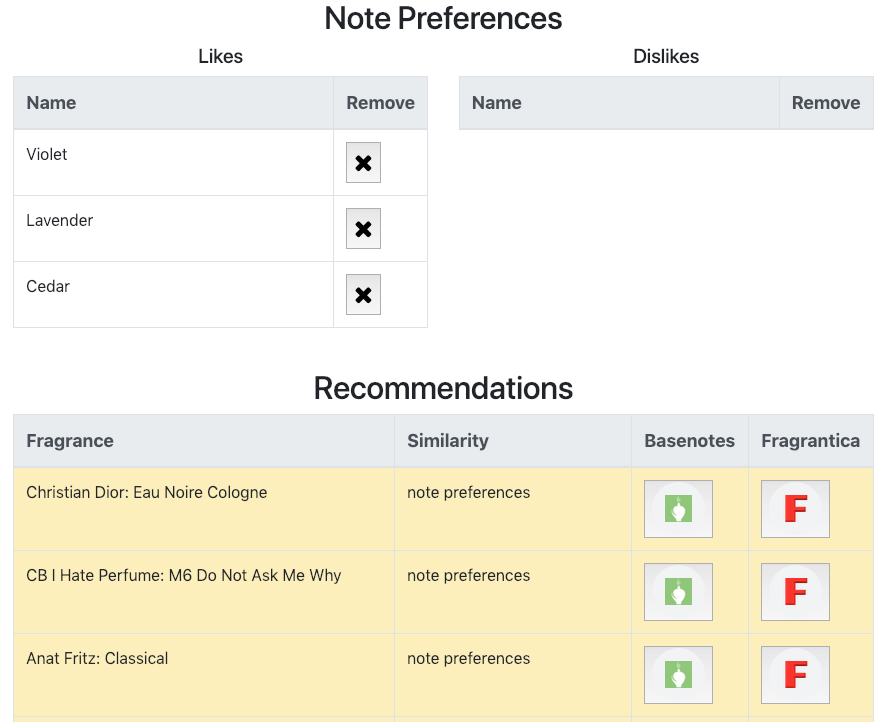 Note Preferences
Likes
Dislikes
Name Remove
Name Remove
Violet
Lavender
Cedar
Recommendations
Fragrance Similarity Basenotes Fragrantica
Christian Dior: Eau Noire Cologne note preferences F
CB I Hate Perfume: M6 Do Not Ask Me Why note preferences F
Anat Fritz: Classical note preferences F